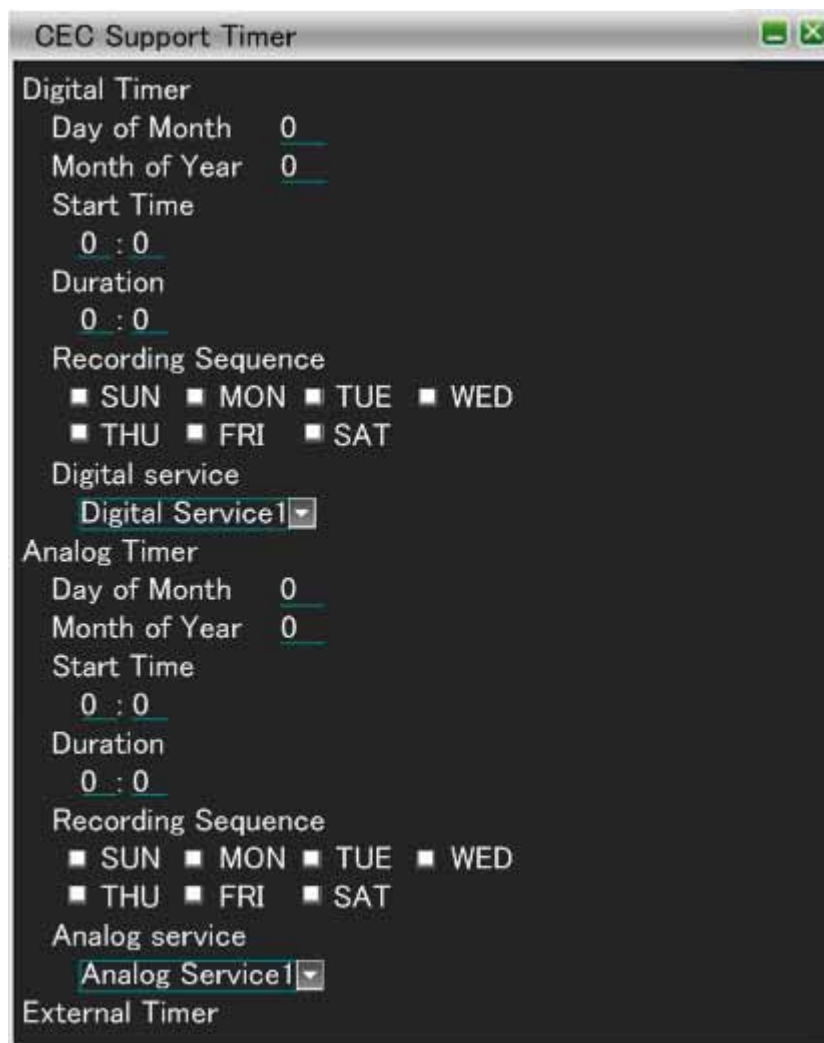 CEC Support Timer
Digital Timer
Day of Month 0
Month of Year 0
Start Time
0 : 0
Duration
0 : 0
Recording Sequence
SUN MON TUE WED
THU FRI SAT
Digital service
Digital Service1
Analog Timer
Day of Month 0
Month of Year 0
Start Time
0 : 0
Duration
0 : 0
Recording Sequence
SUN MON TUE WED
THU FRI SAT
Analog service
Analog Service1
External Timer